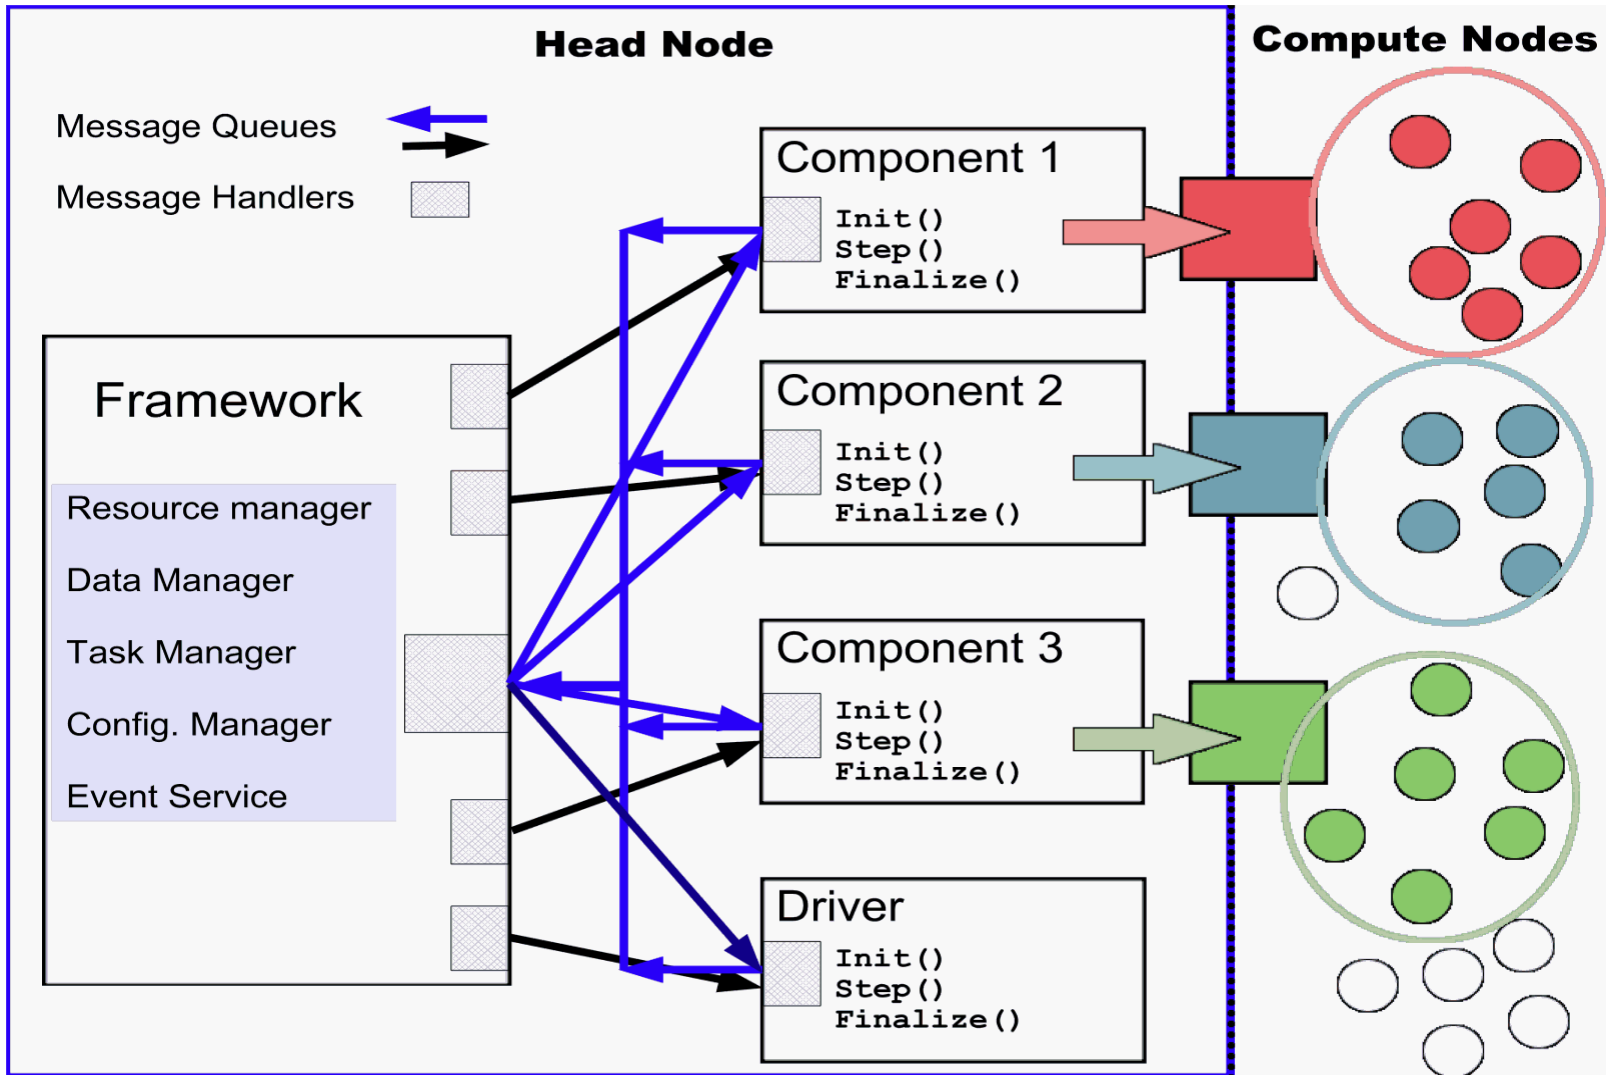 Head Node
Compute Nodes
Message Queues
Message Handlers
Component 1
Init()
Step()
Finalize()
Framework
Resource manager
Data Manager
Task Manager
Config. Manager
Event Service
Component 2
Init()
Step()
Finalize()
Component 3
Init()
Step()
Finalize()
Driver
Init()
Step()
Finalize()